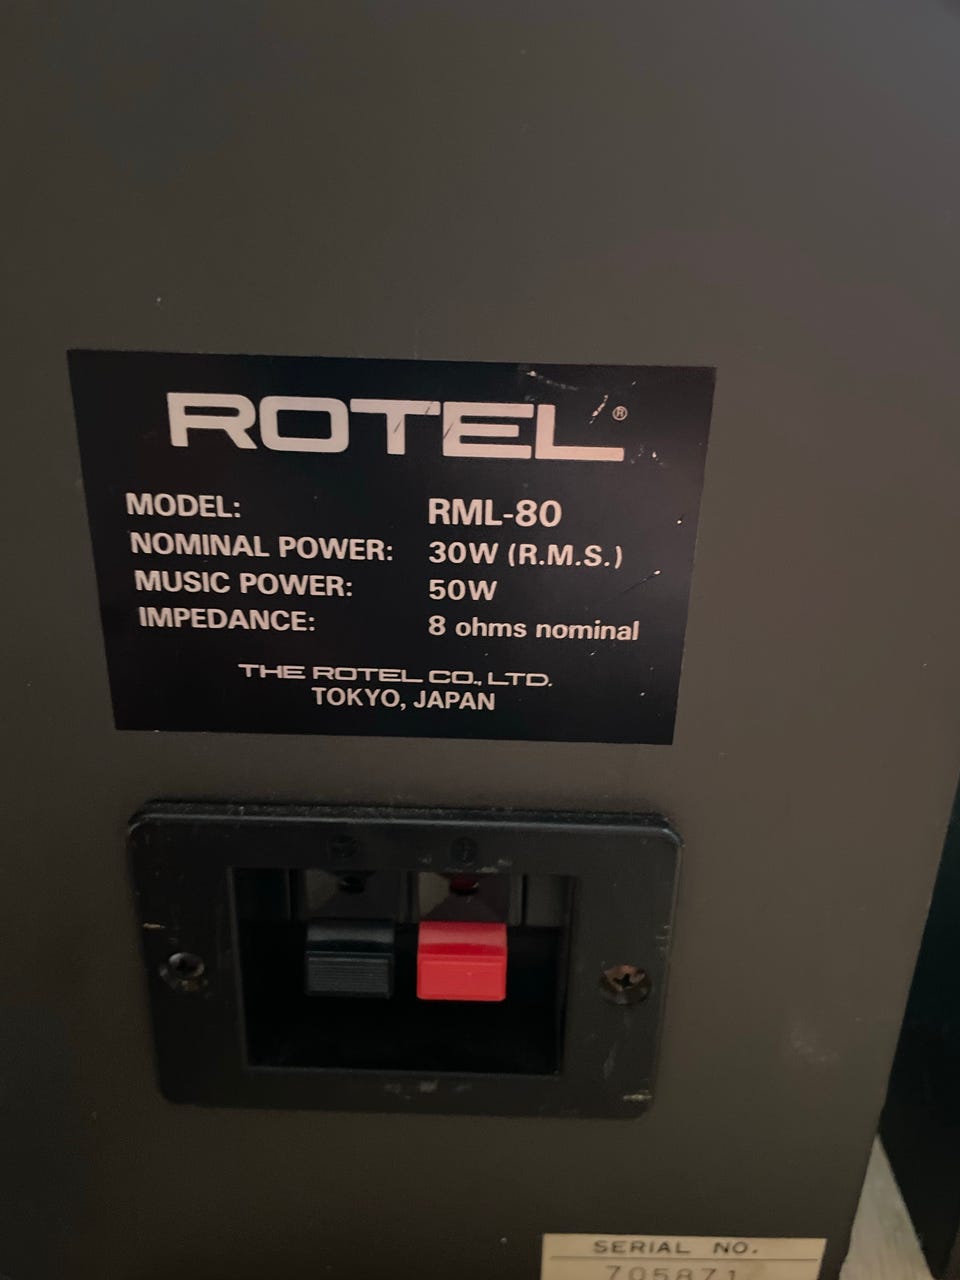 ROTEL®
MODEL: RML-80
NOMINAL POWER: 30W (R.M.S.)
MUSIC POWER: 50W
IMPEDANCE: 8 ohms nominal
THE ROTEL CO., LTD.
TOKYO, JAPAN
SERIAL NO.
705871